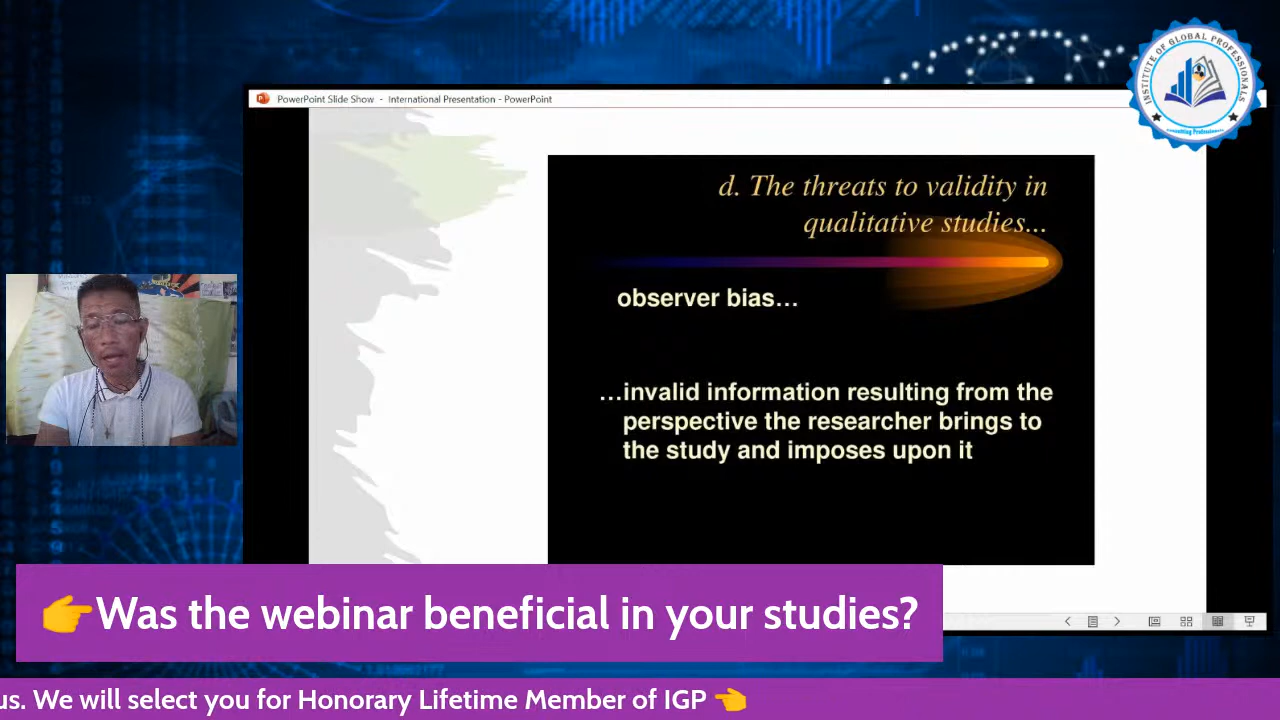 PowerPoint Slide Show - International Presentation - PowerPoint
INSTITUTE OF GLOBAL PROFESSIONALS
Consulting Professionals
d. The threats to validity in
qualitative studies...
observer bias…
…invalid information resulting from the
perspective the researcher brings to
the study and imposes upon it
👉Was the webinar beneficial in your studies?
us. We will select you for Honorary Lifetime Member of IGP 👈